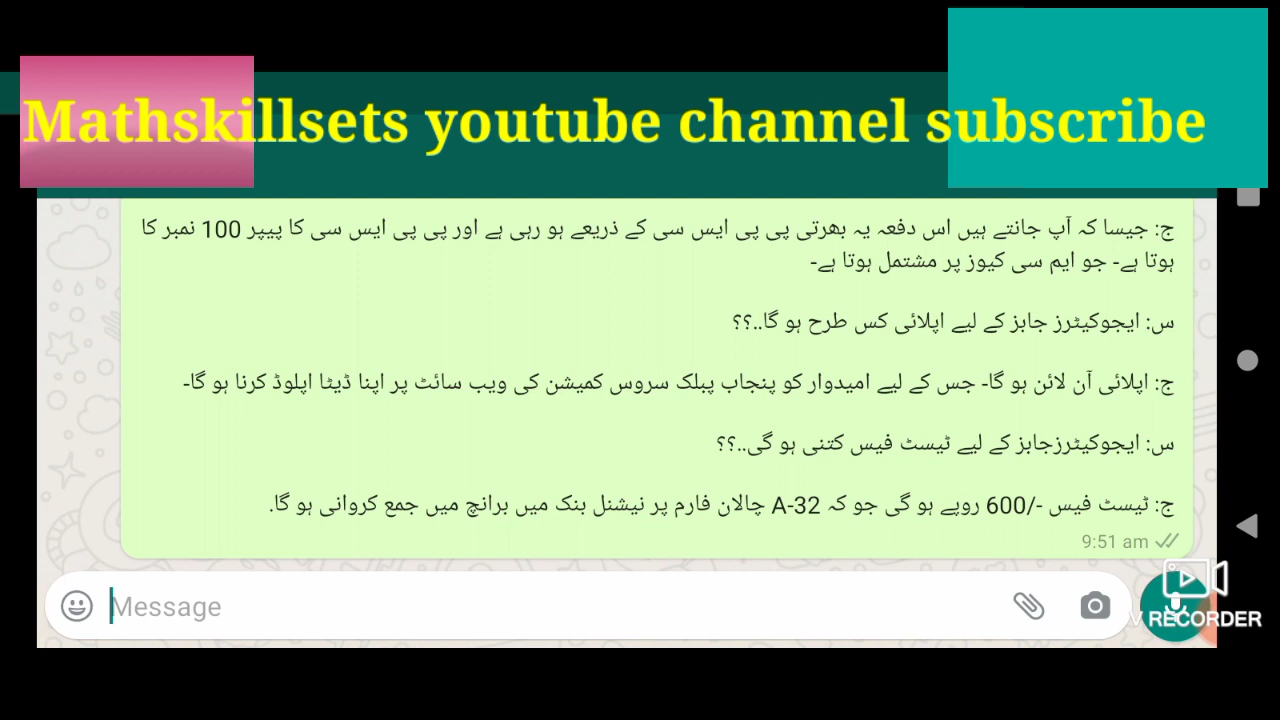 Mathskillsets youtube channel subscribe
ج: جیسا کہ آپ جانتے ہیں اس دفعہ یہ بھرتی پی پی ایس سی کے ذریعے ہو رہی ہے اور پی پی ایس سی کا پیپر 100 نمبر کا
ہوتا ہے- جو ایم سی کیوز پر مشتمل ہوتا ہے-
س: ایجوکیٹرز جابز کے لیے اپلائی کس طرح ہو گا..؟؟
ج: اپلائی آن لائن ہو گا- جس کے لیے امیدوار کو پنجاب پبلک سروس کمیشن کی ویب سائٹ پر اپنا ڈیٹا اپلوڈ کرنا ہو گا-
س: ایجوکیٹرزجابز کے لیے ٹیسٹ فیس کتنی ہو گی..؟؟
ج: ٹیسٹ فیس -/600 روپے ہو گی جو کہ A-32 چالان فارم پر نیشنل بنک میں برانچ میں جمع کروانی ہو گا.
9:51 am
Message
V RECORDER